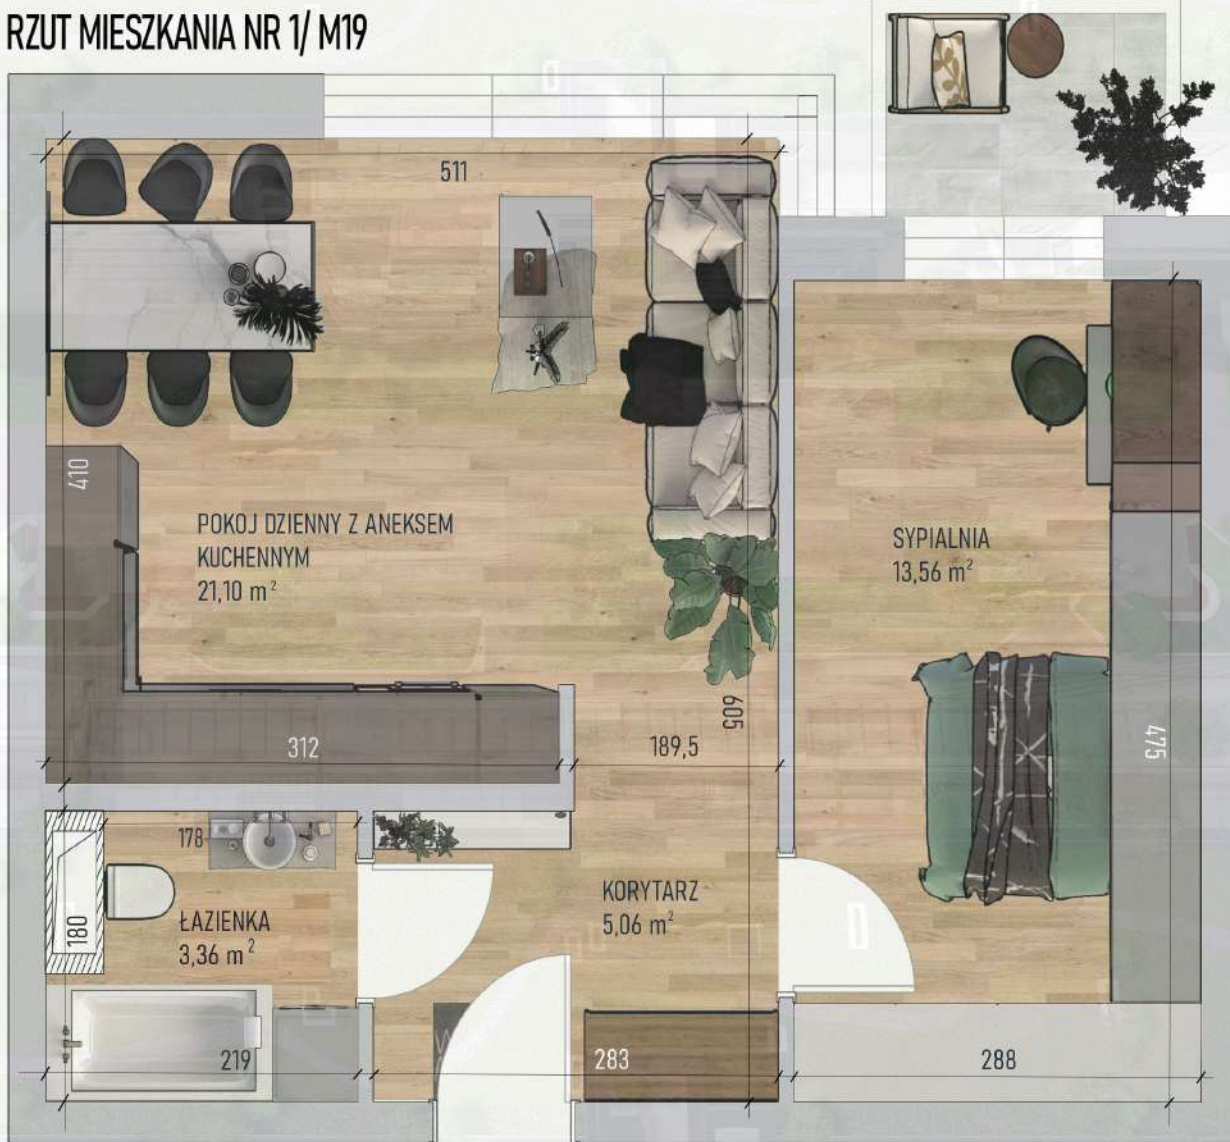 RZUT MIESZKANIA NR 1/ M19
511
410
POKOJ DZIENNY Z ANEKSEM
KUCHENNYM
21,10 m²
SYPIALNIA
13,56 m²
605
312
189,5
475
178
180
ŁAZIENKA
3,36 m²
KORYTARZ
5,06 m²
219
283
288